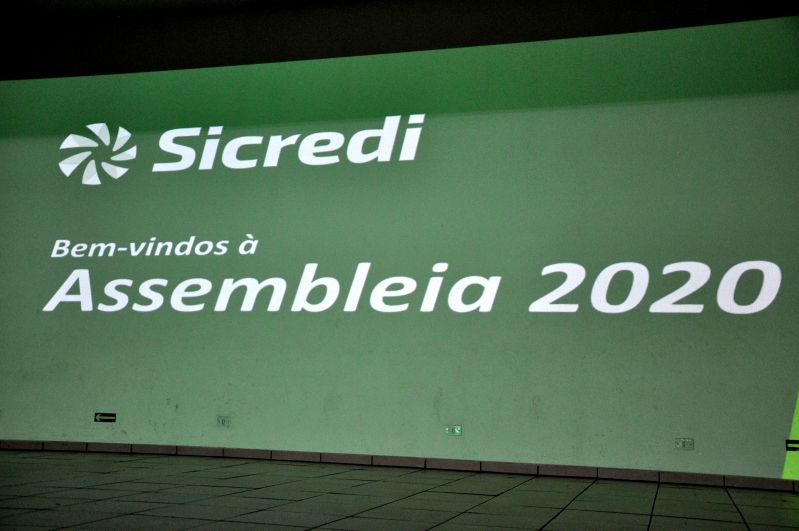 Sicredi
Bem-vindos à
Assembleia 2020